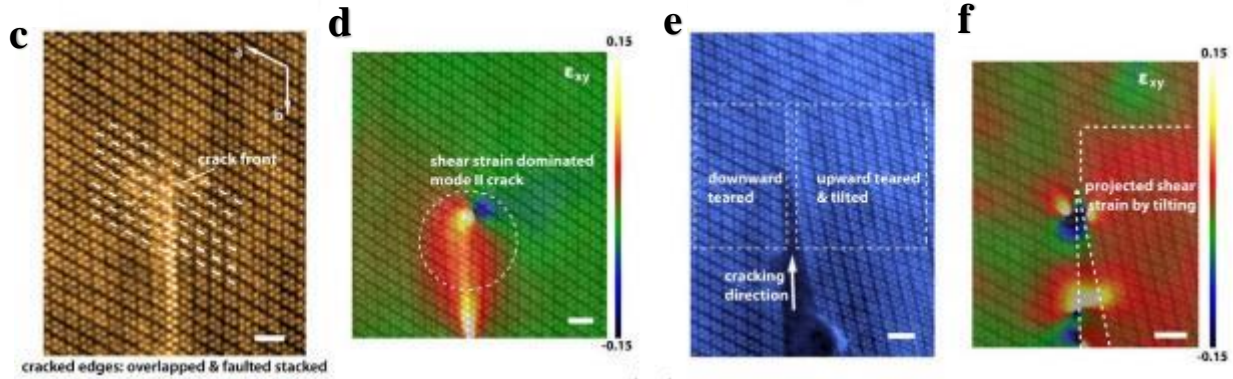 c
d
e
f
a
b
crack front
cracked edges: overlapped & faulted stacked
0.15
εxy
shear strain dominated
mode II crack
-0.15
downward
teared
upward teared
& tilted
cracking
direction
0.15
εxy
projected shear
strain by tilting
-0.15